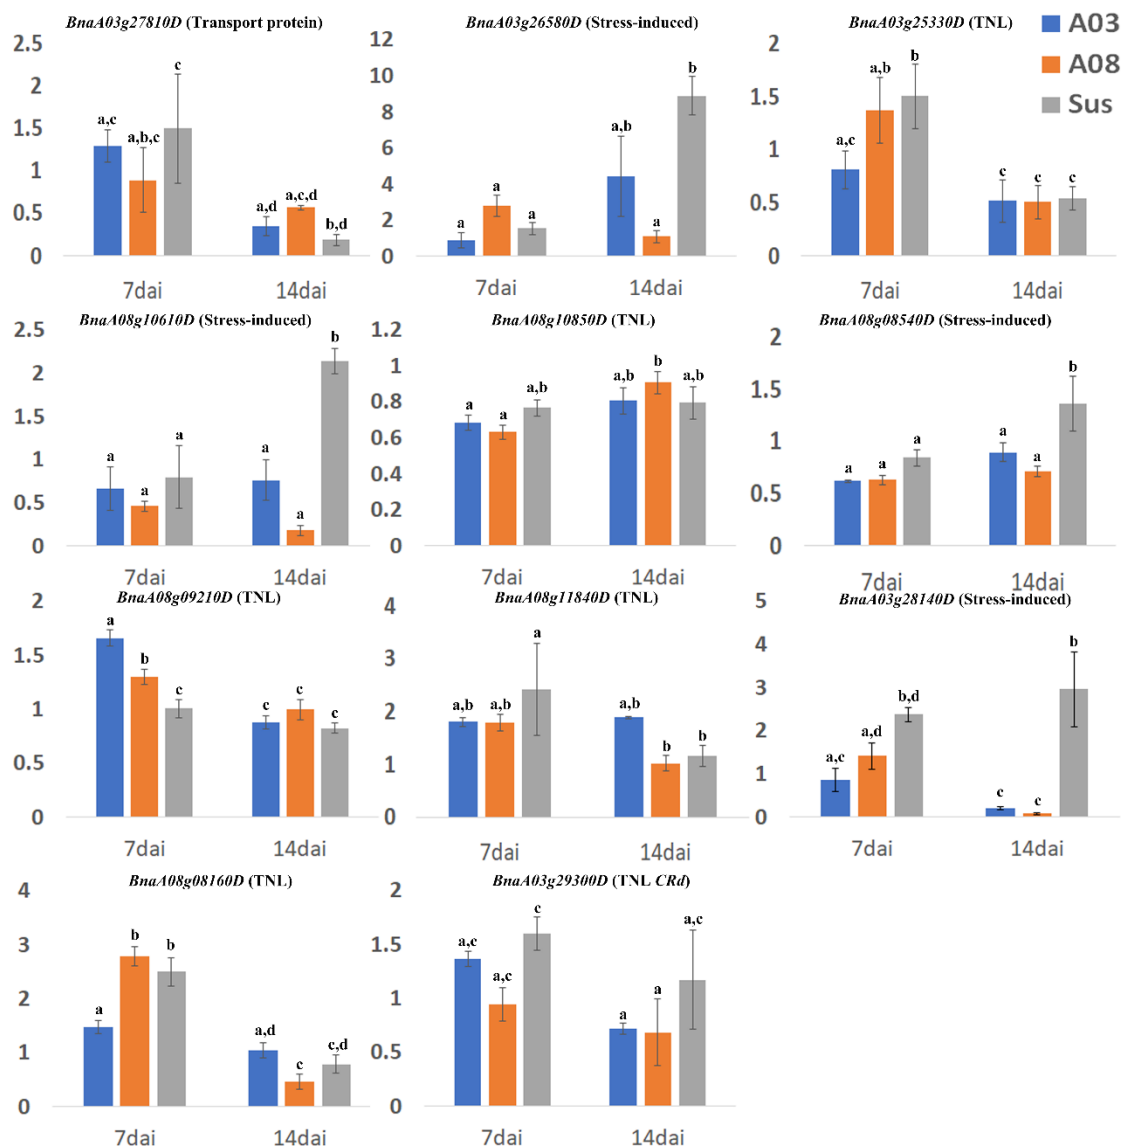 BnaA03g27810D (Transport protein)
2.5
2
1.5
1
0.5
0
a,c
a,b,c
c
a,d
a,c,d
b,d
7dai
14dai
BnaA03g26580D (Stress-induced)
12
10
8
6
4
2
0
a
a
a
a,b
a
b
7dai
14dai
BnaA03g25330D (TNL)
2
1.5
1
0.5
0
a,c
a,b
b
c
c
c
7dai
14dai
A03
A08
Sus
BnaA08g10610D (Stress-induced)
2.5
2
1.5
1
0.5
0
a
a
a
a
a
b
7dai
14dai
BnaA08g10850D (TNL)
1.2
1
0.8
0.6
0.4
0.2
0
a
a
a,b
a,b
b
a,b
7dai
14dai
BnaA08g08540D (Stress-induced)
2
1.5
1
0.5
0
a
a
a
a
a
b
7dai
14dai
BnaA08g09210D (TNL)
2
1.5
1
0.5
0
a
b
c
c
c
c
7dai
14dai
BnaA08g11840D (TNL)
4
3
2
1
0
a,b
a,b
a
a,b
b
b
7dai
14dai
BnaA03g28140D (Stress-induced)
5
4
3
2
1
0
a,c
a,d
b,d
c
c
b
7dai
14dai
BnaA08g08160D (TNL)
4
3
2
1
0
a
b
b
a,d
c
c,d
7dai
14dai
BnaA03g29300D (TNL CRd)
2
1.5
1
0.5
0
a,c
a,c
c
a
a
a,c
7dai
14dai